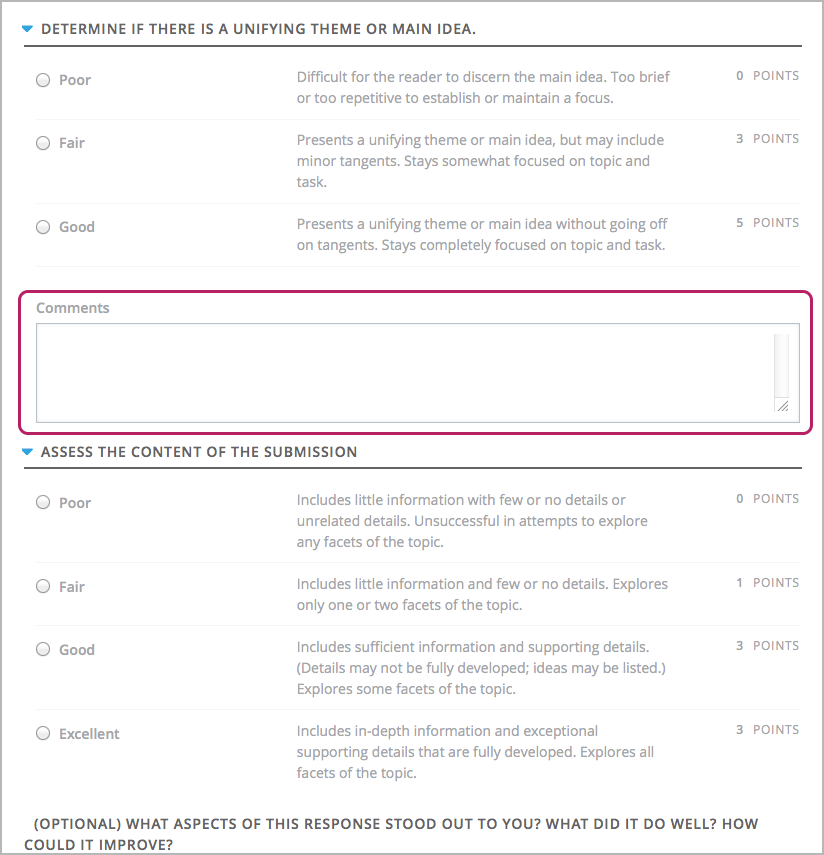 DETERMINE IF THERE IS A UNIFYING THEME OR MAIN IDEA.
Poor
Difficult for the reader to discern the main idea. Too brief
or too repetitive to establish or maintain a focus.
0 POINTS
Fair
Presents a unifying theme or main idea, but may include
minor tangents. Stays somewhat focused on topic and
task.
3 POINTS
Good
Presents a unifying theme or main idea without going off
on tangents. Stays completely focused on topic and task.
5 POINTS
Comments
ASSESS THE CONTENT OF THE SUBMISSION
Poor
Includes little information with few or no details or
unrelated details. Unsuccessful in attempts to explore
any facets of the topic.
0 POINTS
Fair
Includes little information and few or no details. Explores
only one or two facets of the topic.
1 POINTS
Good
Includes sufficient information and supporting details.
(Details may not be fully developed; ideas may be listed.)
Explores some facets of the topic.
3 POINTS
Excellent
Includes in-depth information and exceptional
supporting details that are fully developed. Explores all
facets of the topic.
3 POINTS
(OPTIONAL) WHAT ASPECTS OF THIS RESPONSE STOOD OUT TO YOU? WHAT DID IT DO WELL? HOW
COULD IT IMPROVE?